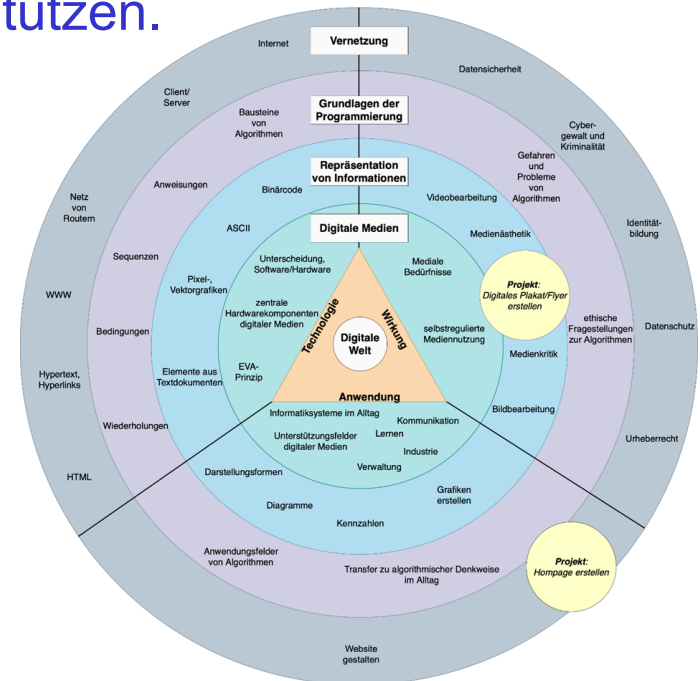 tützen.
Vernetzung
Internet
Datensicherheit
Client/
Server
Cyber-
gewalt und
Kriminalität
Netz
von
Routern
Identität-
bildung
WWW
Datenschutz
Hypertext,
Hyperlinks
Urheberrecht
HTML
Projekt:
Hompage erstellen
Website
gestalten
Grundlagen der
Programmierung
Bausteine
von
Algorithmen
Gefahren
und
Probleme
von
Algorithmen
Anweisungen
Sequenzen
Bedingungen
ethische
Fragestellungen
zur Algorithmen
Wiederholungen
Anwendungsfelder
von Algorithmen
Transfer zu algorithmischer Denkweise
im Alltag
Repräsentation
von Informationen
Binärcode
Videobearbeitung
ASCII
Medienästhetik
Pixel-,
Vektorgrafiken
Projekt:
Digitales Plakat/Flyer
erstellen
Medienkritik
Elemente aus
Textdokumenten
Bildbearbeitung
Darstellungsformen
Grafiken
erstellen
Diagramme
Kennzahlen
Digitale Medien
Unterscheidung,
Software/Hardware
Mediale
Bedürfnisse
zentrale
Hardwarekomponenten
digitaler Medien
selbstregulierte
Mediennutzung
EVA-
Prinzip
Technologie
Wirkung
Digitale
Welt
Anwendung
Informatiksysteme im Alltag
Kommunikation
Unterstützungsfelder
digitaler Medien
Lernen
Industrie
Verwaltung